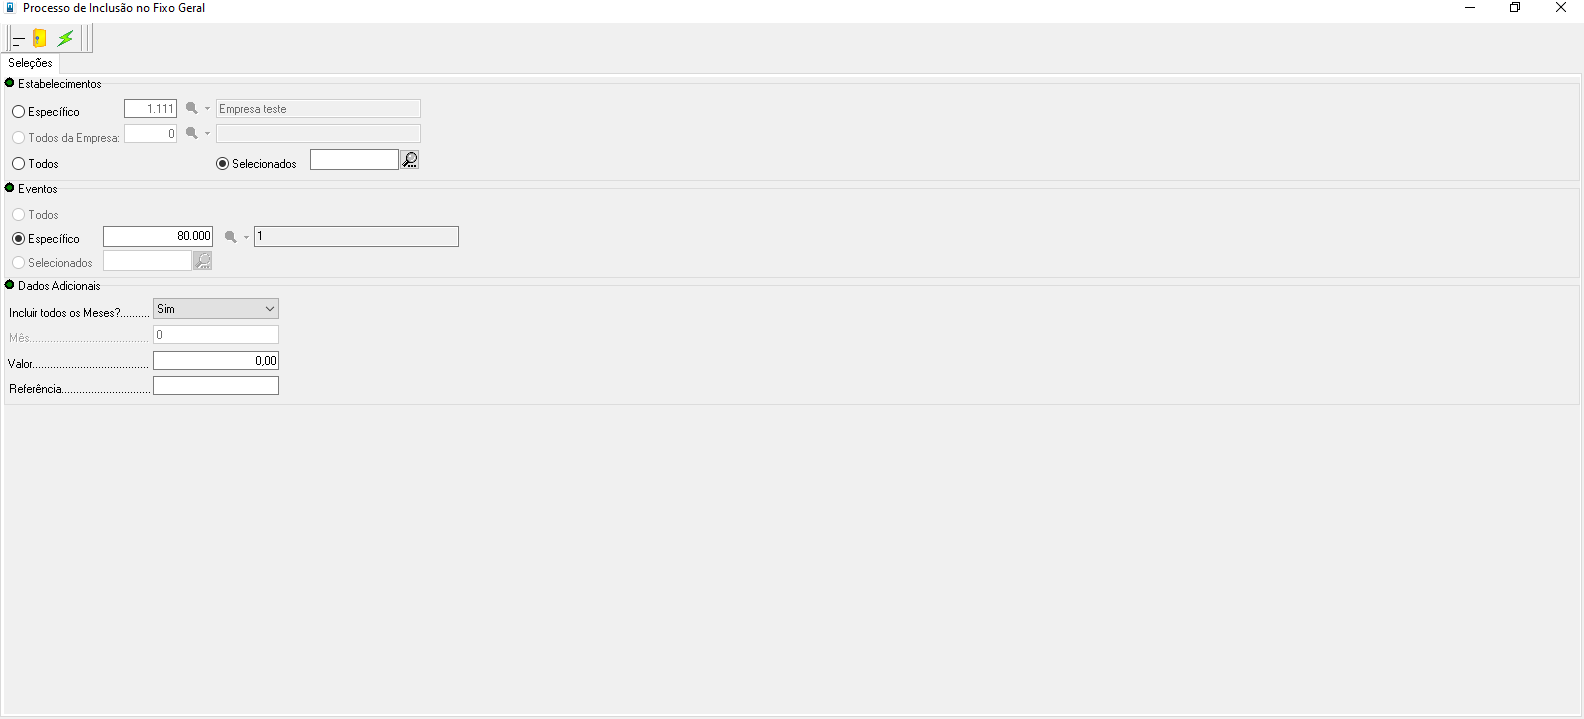 Processo de Inclusão no Fixo Geral
Seleções
Estabelecimentos
Específico 1.111 Empresa teste
Todos da Empresa: 0
Todos Selecionados
Eventos
Todos
Específico 80.000 1
Selecionados
Dados Adicionais
Incluir todos os Meses?.......... Sim
Mês........................................ 0
Valor....................................... 0,00
Referência..............................